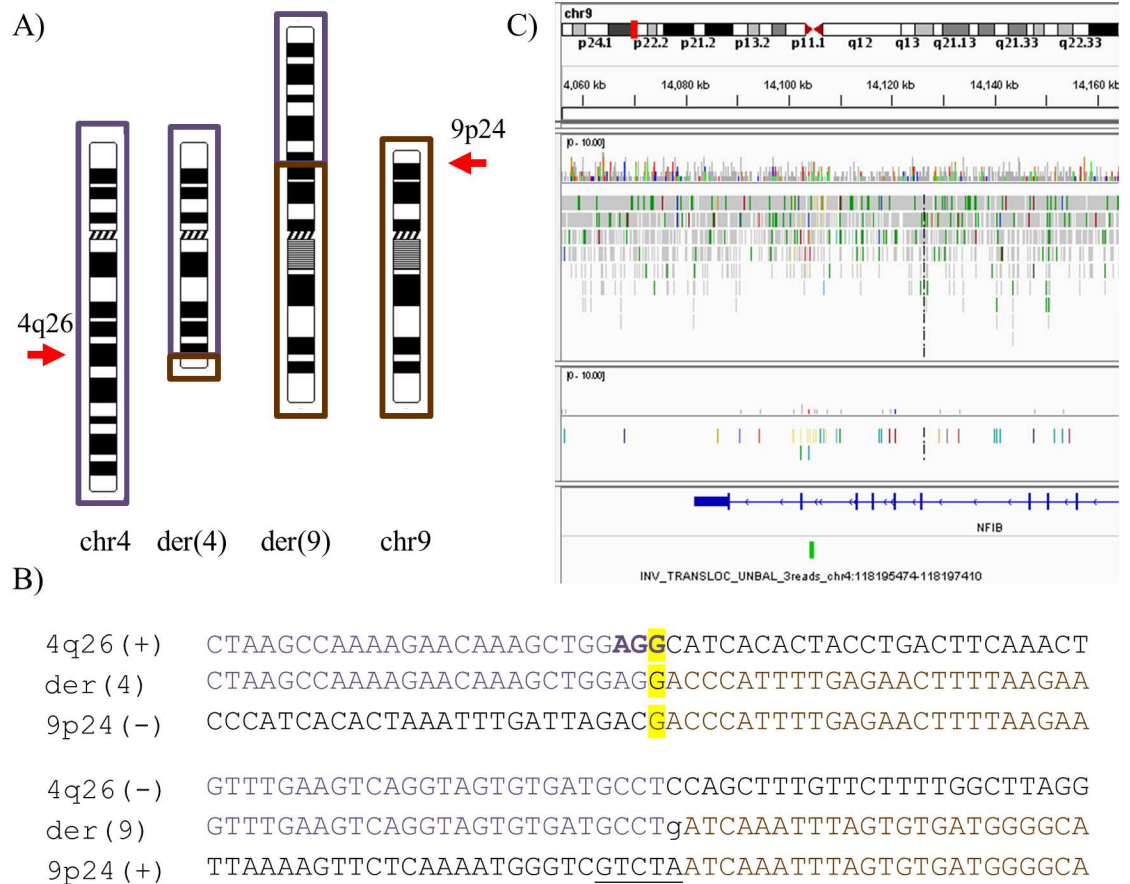 A)
9p24
4q26
chr4 der(4) der(9) chr9
C)
chr9
p24.1 p22.2 p21.2 p13.2 p11.1 q12 q13 q21.13 q21.33 q22.33
4,060 kb 14,080 kb 14,100 kb 14,120 kb 14,140 kb 14,160
[0 - 10.00]
[0 - 10.00]
NFIB
INV_TRANSLOC_UNBAL_3reads_chr4:118195474-118197410
B)
4q26(+) CTAAGCCAAAAGAACAAAGCTGGAGGCATCACACTACCTGACTTCAAACT
der(4) CTAAGCCAAAAGAACAAAGCTGGAGGACCCATTTTGAGAACTTTTAAGAA
9p24(-) CCCATCACACTAAATTTGATTAGACGACCCATTTTGAGAACTTTTAAGAA
4q26(-) GTTTGAAGTCAGGTAGTGTGATGCCTCCAGCTTTGTTCTTTTGGCTTAGG
der(9) GTTTGAAGTCAGGTAGTGTGATGCCTgATCAAATTTAGTGTGATGGGGCA
9p24(+) TTAAAAGTTCTCAAAATGGGTCGTCTAATCAAATTTAGTGTGATGGGGCA